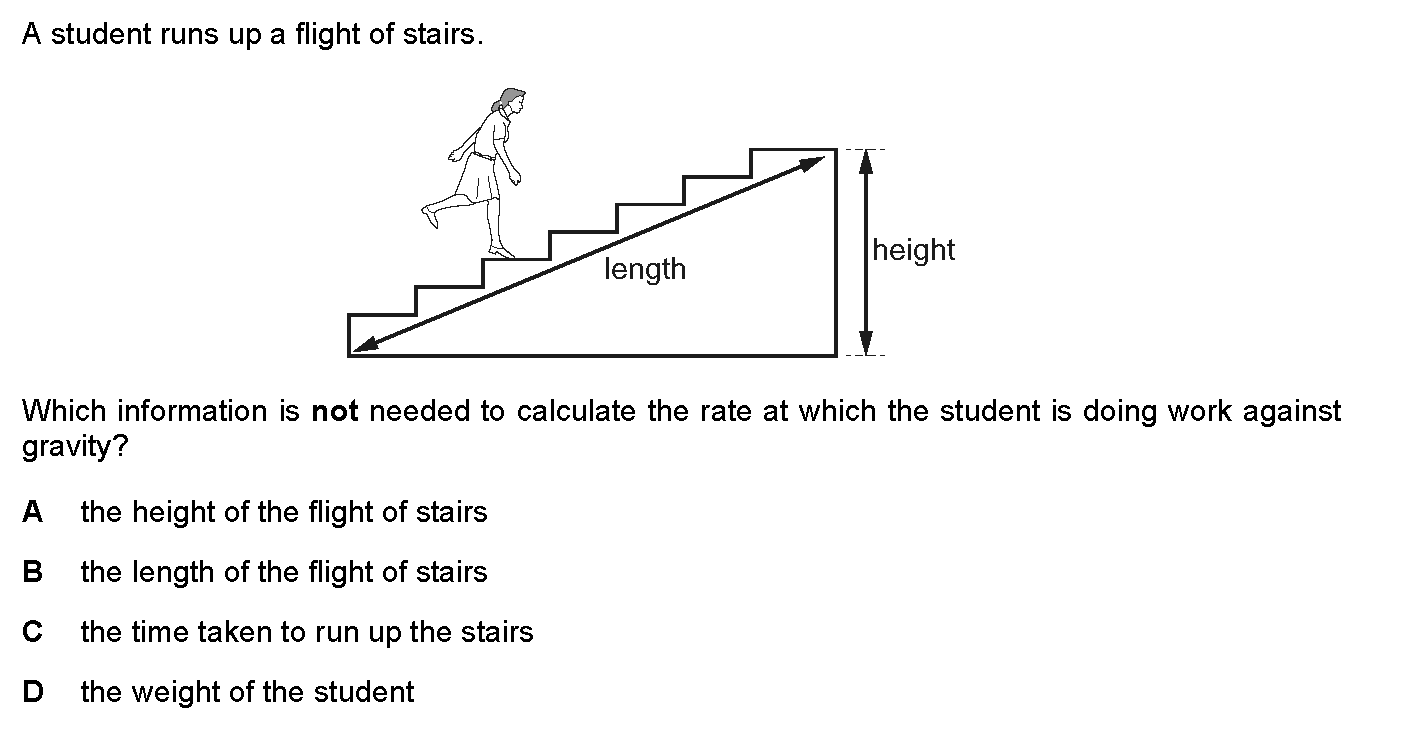 A student runs up a flight of stairs.
length
height
Which information is not needed to calculate the rate at which the student is doing work against
gravity?
A the height of the flight of stairs
B the length of the flight of stairs
C the time taken to run up the stairs
D the weight of the student